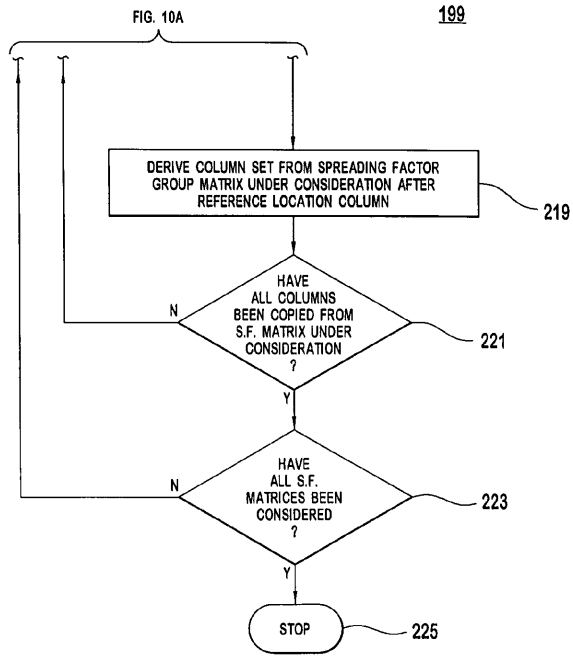 FIG. 10A
199
DERIVE COLUMN SET FROM SPREADING FACTOR
GROUP MATRIX UNDER CONSIDERATION AFTER
REFERENCE LOCATION COLUMN
219
HAVE
ALL COLUMNS
BEEN COPIED FROM
S.F. MATRIX UNDER
CONSIDERATION
?
N
221
Y
HAVE
ALL S.F.
MATRICES BEEN
CONSIDERED
?
N
223
Y
STOP
225